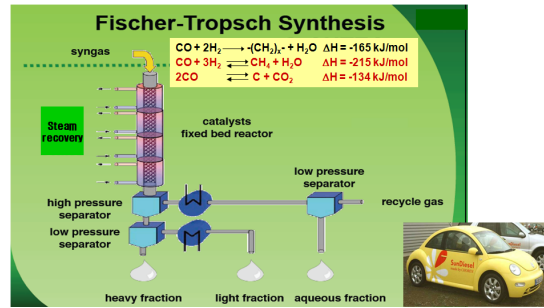 Fischer-Tropsch Synthesis
syngas
CO + 2H₂ ⟶ -(CH₂)ₓ- + H₂O ΔH = -165 kJ/mol
CO + 3H₂ ⇄ CH₄ + H₂O ΔH = -215 kJ/mol
2CO ⇄ C + CO₂ ΔH = -134 kJ/mol
Steam
recovery
catalysts
fixed bed reactor
low pressure
separator
high pressure
separator
recycle gas
low pressure
separator
SunDiesel
heavy fraction
light fraction
aqueous fraction